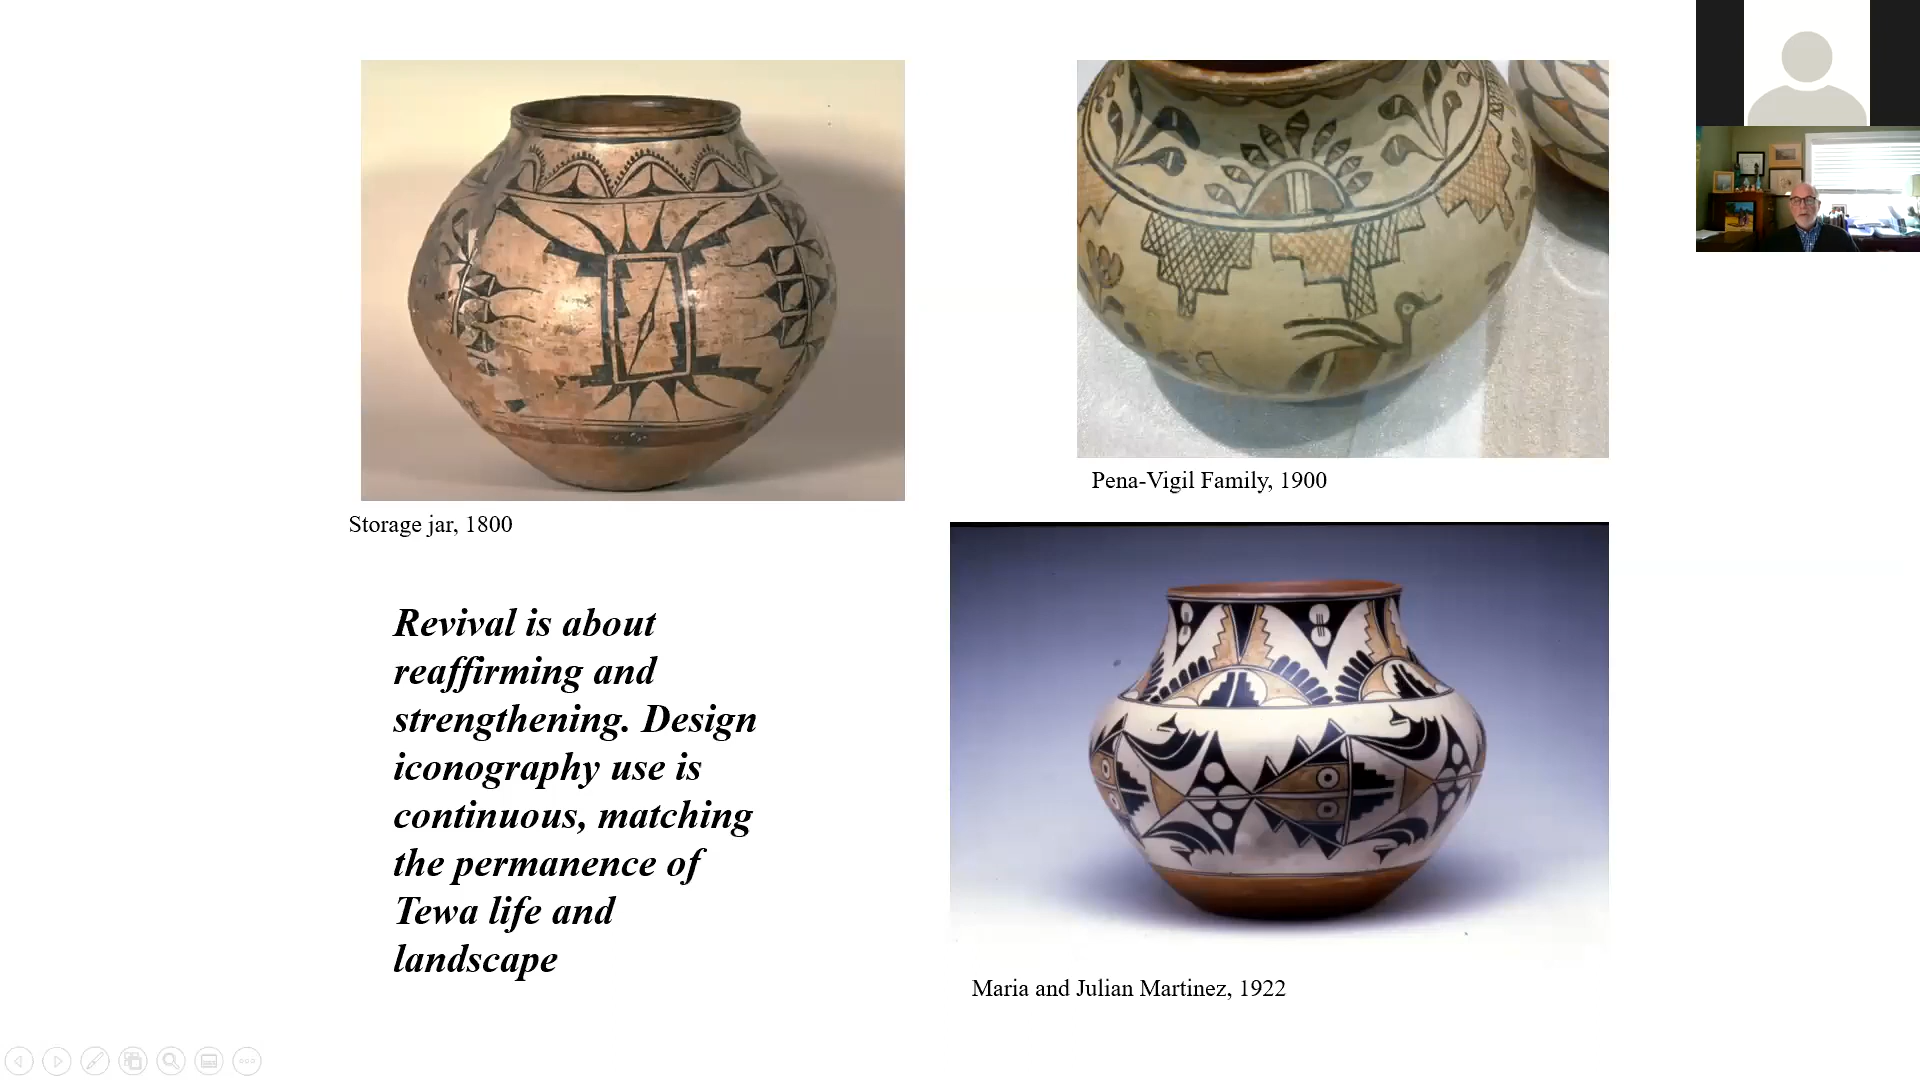 Storage jar, 1800
Pena-Vigil Family, 1900
Revival is about
reaffirming and
strengthening. Design
iconography use is
continuous, matching
the permanence of
Tewa life and
landscape
Maria and Julian Martinez, 1922